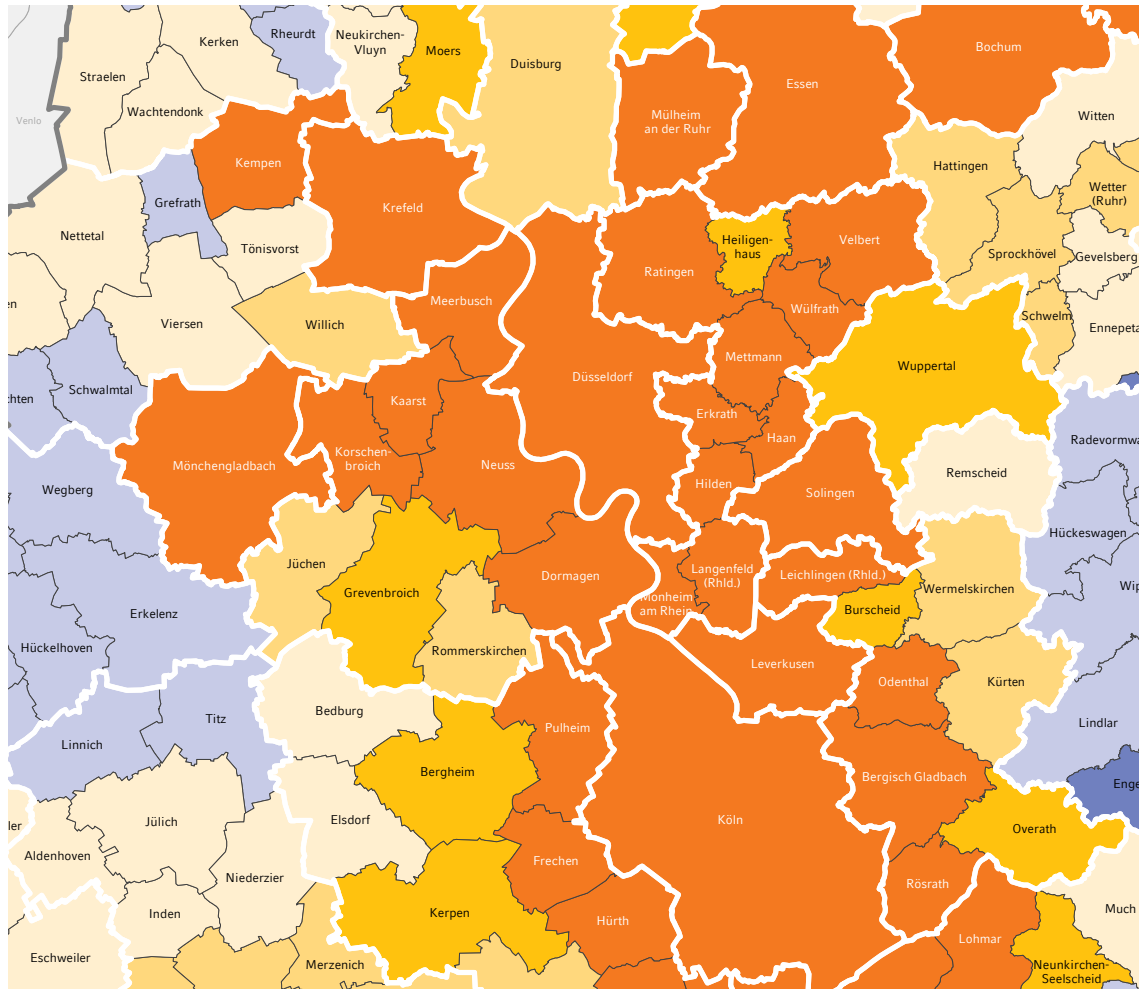 Kerken
Rheurdt
Neukirchen-
Vluyn
Moers
Duisburg
Bochum
Straelen
Essen
Wachtendonk
Venlo
Mülheim
an der Ruhr
Witten
Kempen
Hattingen
Wetter
(Ruhr)
Grefrath
Krefeld
Nettetal
Tönisvorst
Heiligen-
haus
Velbert
Sprockhövel
Gevelsberg
Ratingen
Meerbusch
en
Viersen
Willich
Wülfrath
Schwelm
Ennepeta
Mettmann
Wuppertal
Düsseldorf
Schwalmtal
chten
Kaarst
Erkrath
Haan
Radevormwa
Mönchengladbach
Korschen-
broich
Neuss
Remscheid
Wegberg
Hilden
Solingen
Hückeswagen
Jüchen
Dormagen
Langenfeld
(Rhld.)
Leichlingen (Rhld.)
Wermelskirchen
Wip
Grevenbroich
Monheim
am Rhein
Burscheid
Erkelenz
Hückelhoven
Rommerskirchen
Leverkusen
Odenthal
Kürten
Bedburg
Titz
Lindlar
Linnich
Pulheim
Bergheim
Bergisch Gladbach
Enge
Jülich
Elsdorf
Köln
Overath
ler
Aldenhoven
Frechen
Niederzier
Rösrath
Inden
Kerpen
Hürth
Much
Lohmar
Eschweiler
Merzenich
Neunkirchen-
Seelscheid